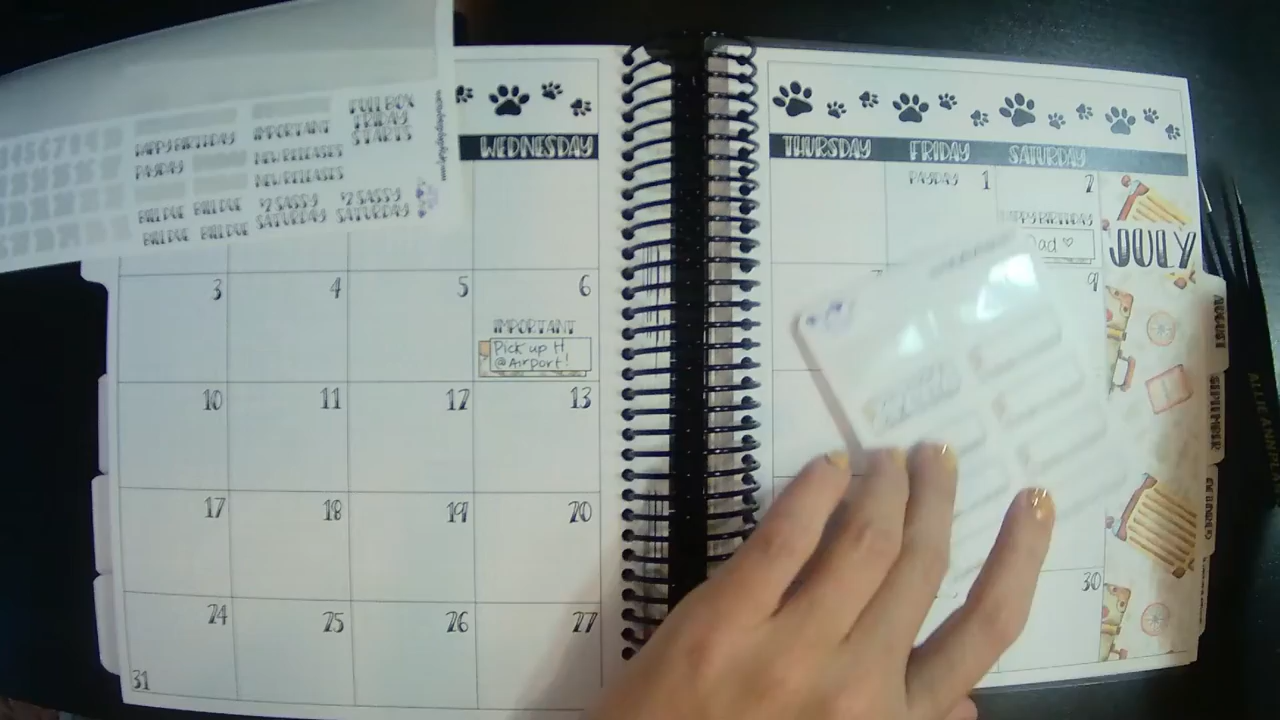 FULL BOX
FRIDAY
STARTS
HAPPY BIRTHDAY
IMPORTANT
PAYDAY
NEW RELEASES
NEW RELEASES
BILL DUE BILL DUE $2 SASSY SATURDAY $2 SASSY SATURDAY
BILL DUE BILL DUE
WEDNESDAY
THURSDAY FRIDAY SATURDAY
PAYDAY 1 2
HAPPY BIRTHDAY
Dad ♡
JULY
3 4 5 6
IMPORTANT
Pick up H
@Airport!
9
10 11 12 13
17 18 19 20
24 25 26 27
31
30
AUGUST
SEPTEMBER